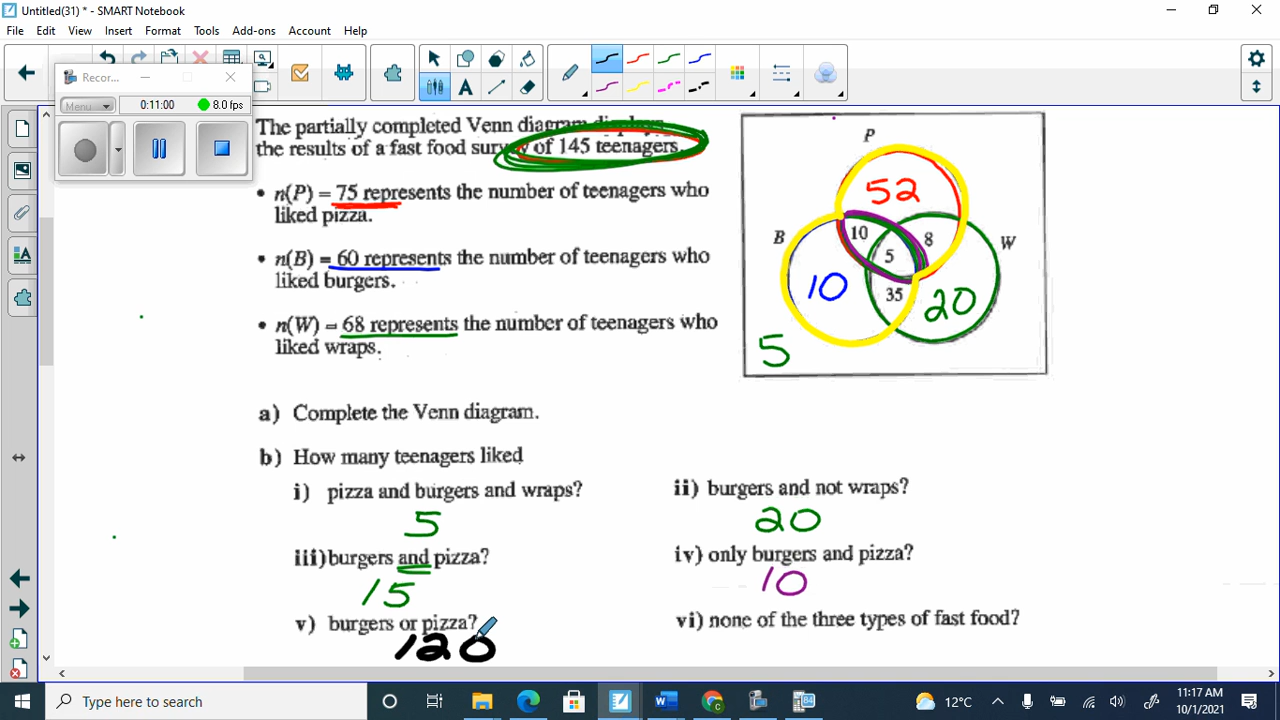 Untitled(31) * - SMART Notebook
File Edit View Insert Format Tools Add-ons Account Help
Recor...
Menu 0:11:00 8.0 fps
The partially completed Venn diagram
the results of a fast food survey of 145 teenagers.
• n(P) = 75 represents the number of teenagers who
liked pizza.
• n(B) = 60 represents the number of teenagers who
liked burgers.
• n(W) = 68 represents the number of teenagers who
liked wraps.
P
52
B 10 8 W
5
10 35 20
5
a) Complete the Venn diagram.
b) How many teenagers liked
i) pizza and burgers and wraps? ii) burgers and not wraps?
5 20
iii) burgers and pizza? iv) only burgers and pizza?
15 10
v) burgers or pizza? vi) none of the three types of fast food?
120
Type here to search
12°C
11:17 AM
10/1/2021